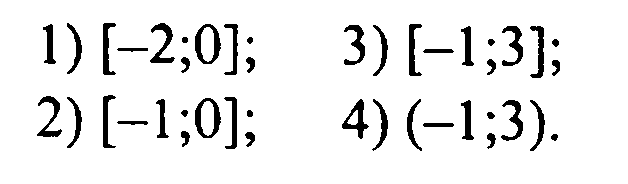 1) [–2;0]; 3) [–1;3];
2) [–1;0]; 4) (–1;3).